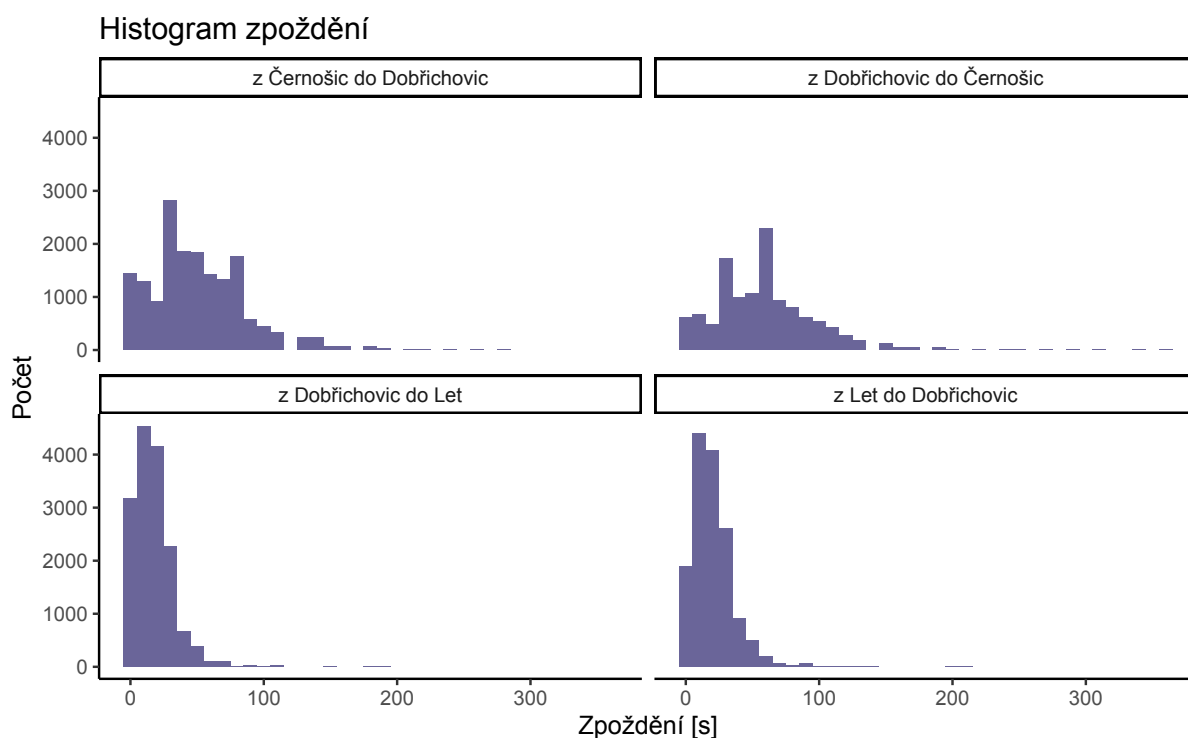 Histogram zpoždění
z Černošic do Dobřichovic
z Dobřichovic do Černošic
4000
3000
2000
1000
0
Počet
z Dobřichovic do Let
z Let do Dobřichovic
4000
3000
2000
1000
0
0 100 200 300
0 100 200 300
Zpoždění [s]